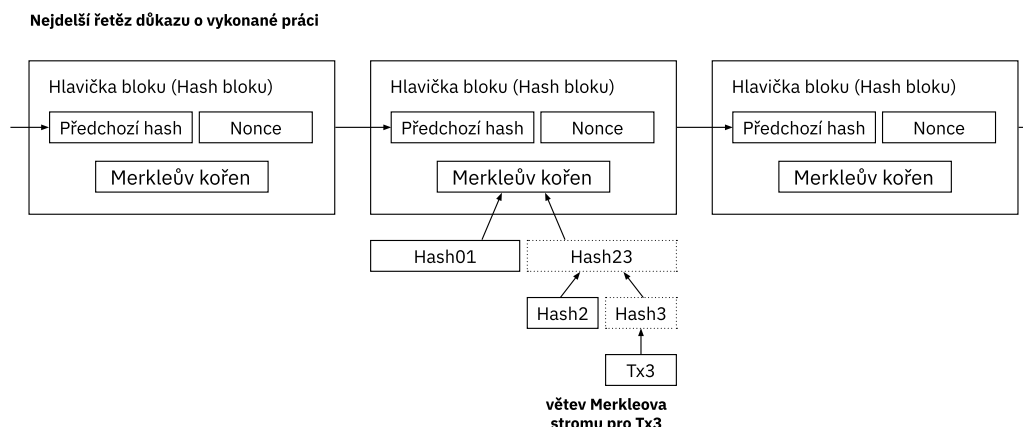 Nejdelší řetěz důkazu o vykonané práci
Hlavička bloku (Hash bloku)
Předchozí hash
Nonce
Merkleův kořen
Hlavička bloku (Hash bloku)
Předchozí hash
Nonce
Merkleův kořen
Hlavička bloku (Hash bloku)
Předchozí hash
Nonce
Merkleův kořen
Hash01
Hash23
Hash2
Hash3
Tx3
větev Merkleova
stromu pro Tx3